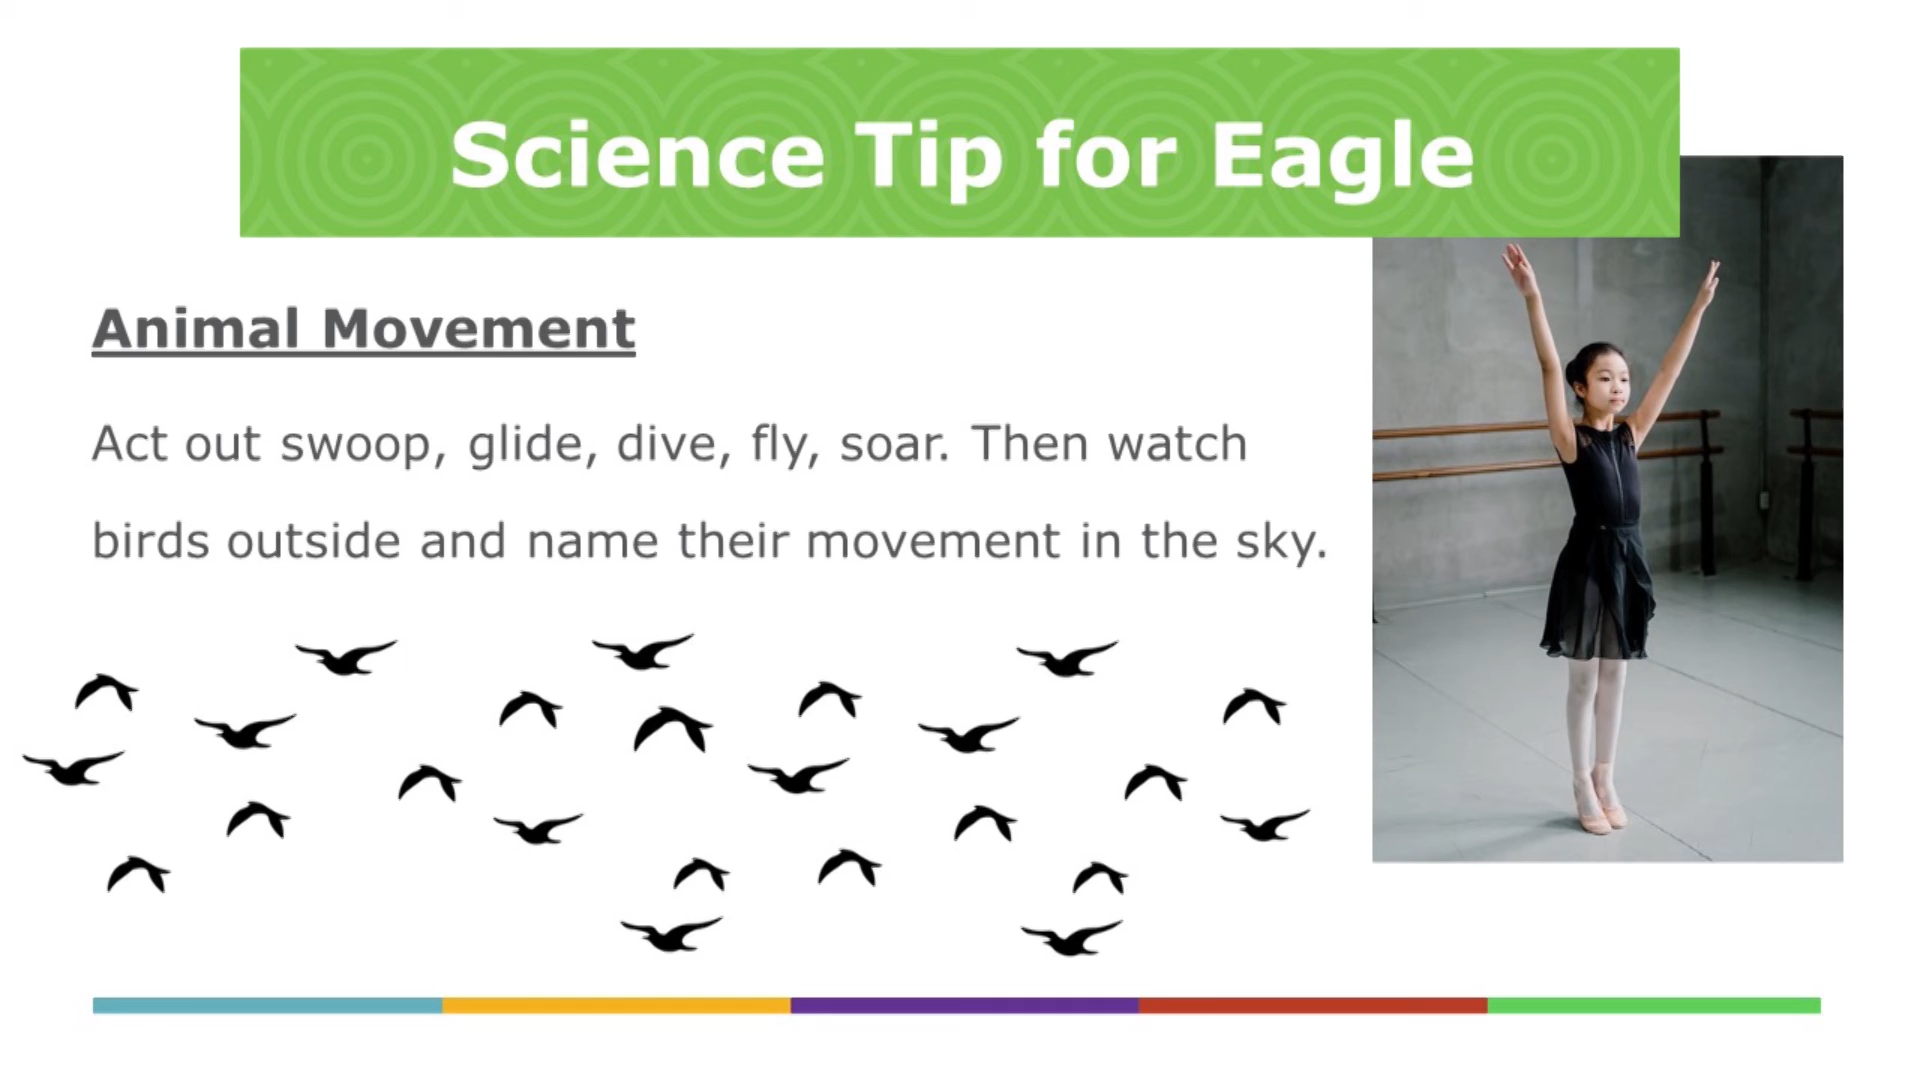 Science Tip for Eagle
Animal Movement
Act out swoop, glide, dive, fly, soar. Then watch
birds outside and name their movement in the sky.